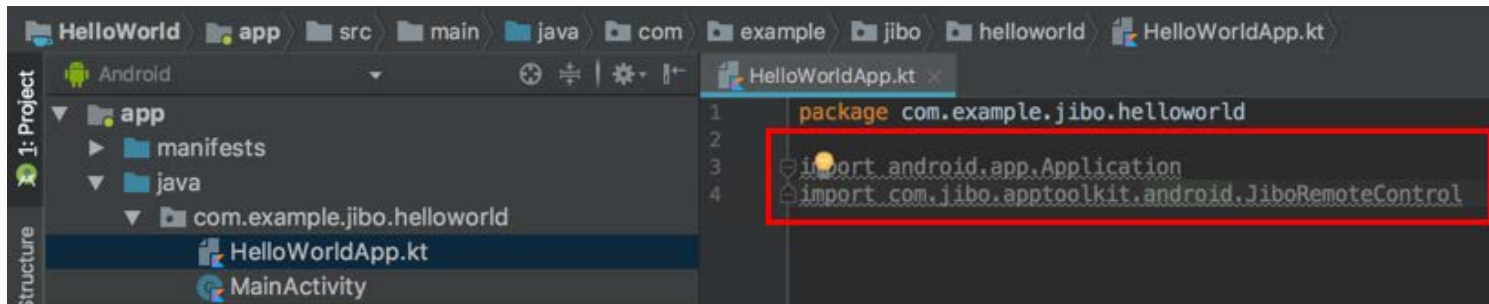 HelloWorld app src main java com example jibo helloworld HelloWorldApp.kt
1: Project
Structure
Android
app
manifests
java
com.example.jibo.helloworld
HelloWorldApp.kt
MainActivity
HelloWorldApp.kt
1 package com.example.jibo.helloworld
2
3 import android.app.Application
4 import com.jibo.apptoolkit.android.JiboRemoteControl